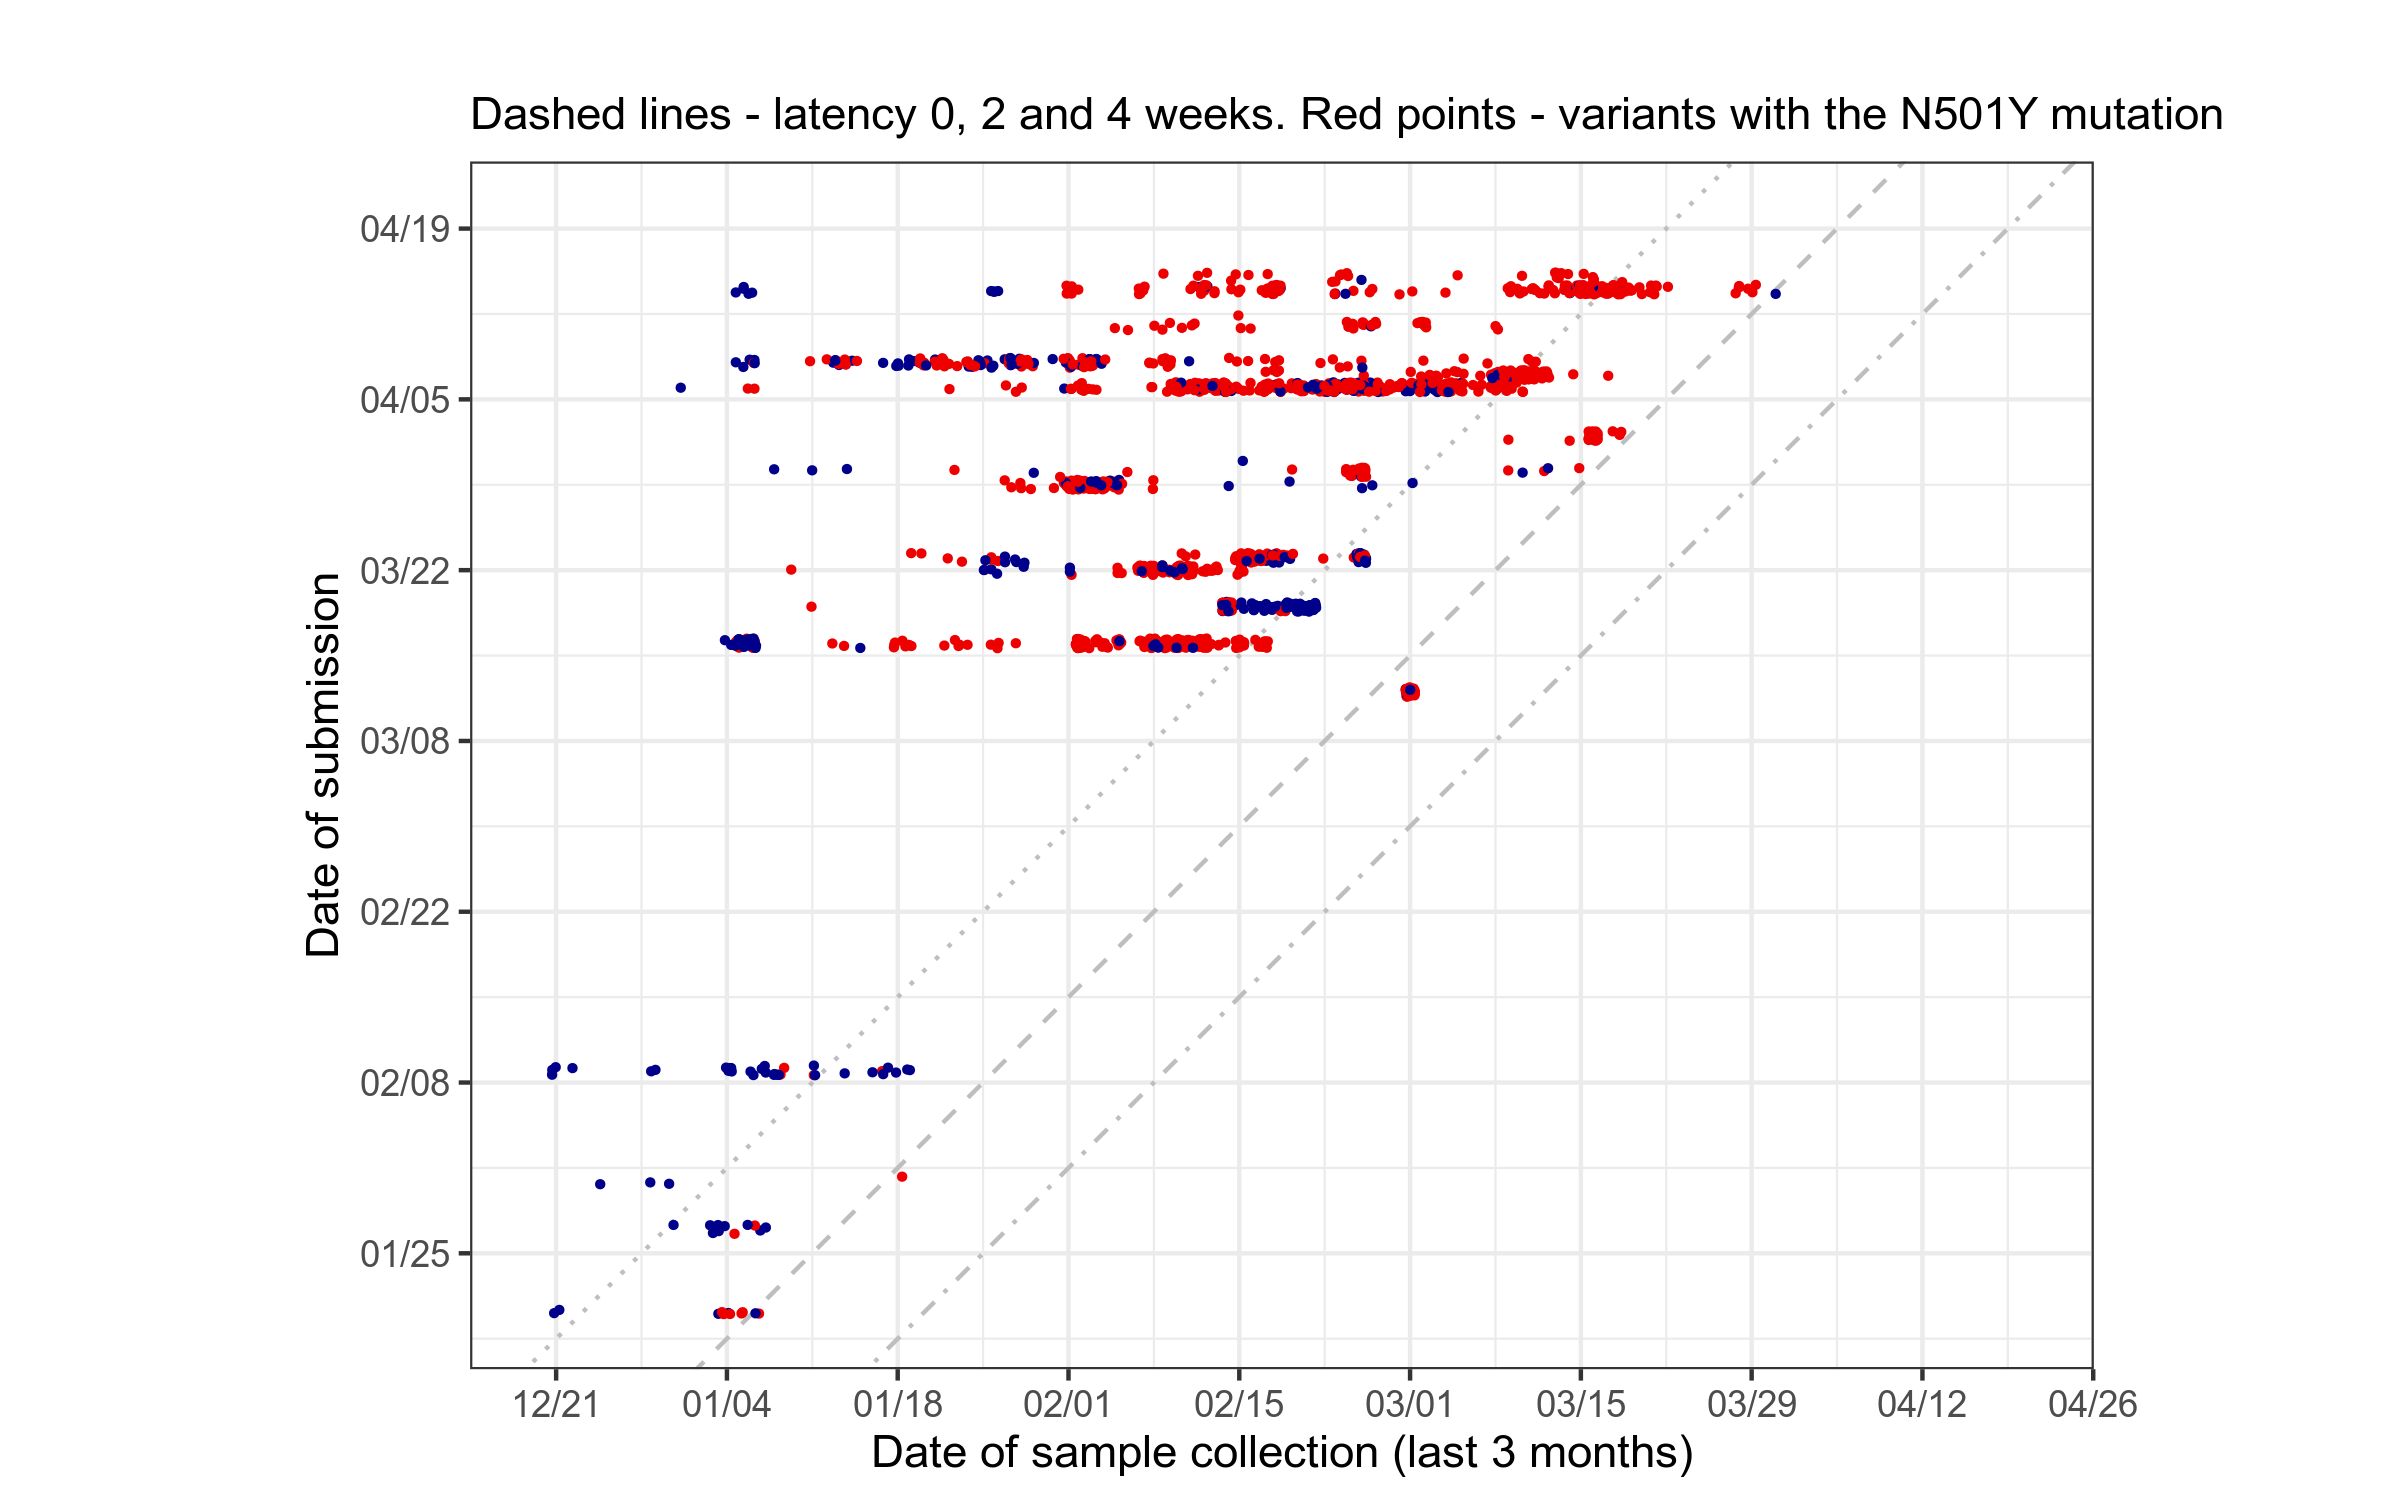 Dashed lines - latency 0, 2 and 4 weeks. Red points - variants with the N501Y mutation
04/19
04/05
03/22
03/08
02/22
02/08
01/25
Date of submission
12/21 01/04 01/18 02/01 02/15 03/01 03/15 03/29 04/12 04/26
Date of sample collection (last 3 months)